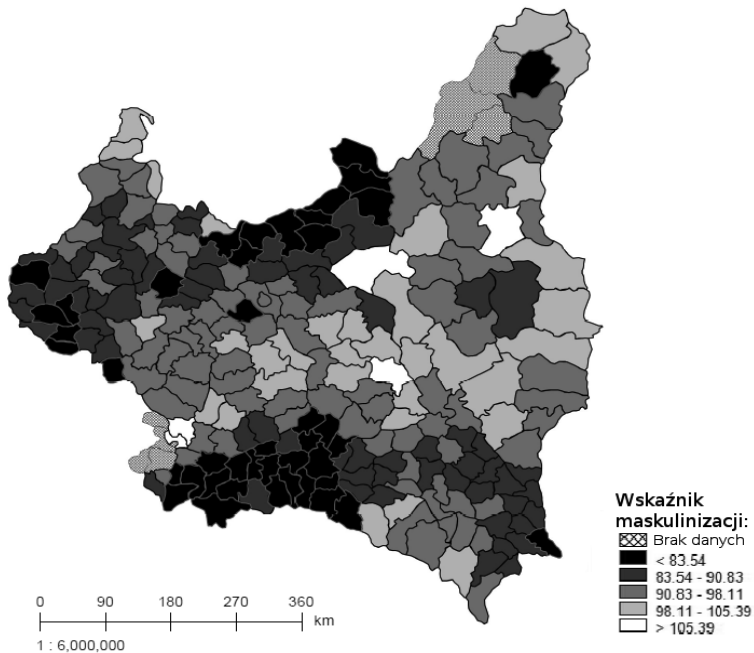 Wskaźnik
maskulinizacji:
Brak danych
< 83.54
83.54 - 90.83
90.83 - 98.11
98.11 - 105.39
> 105.39
0 90 180 270 360
km
1 : 6,000,000